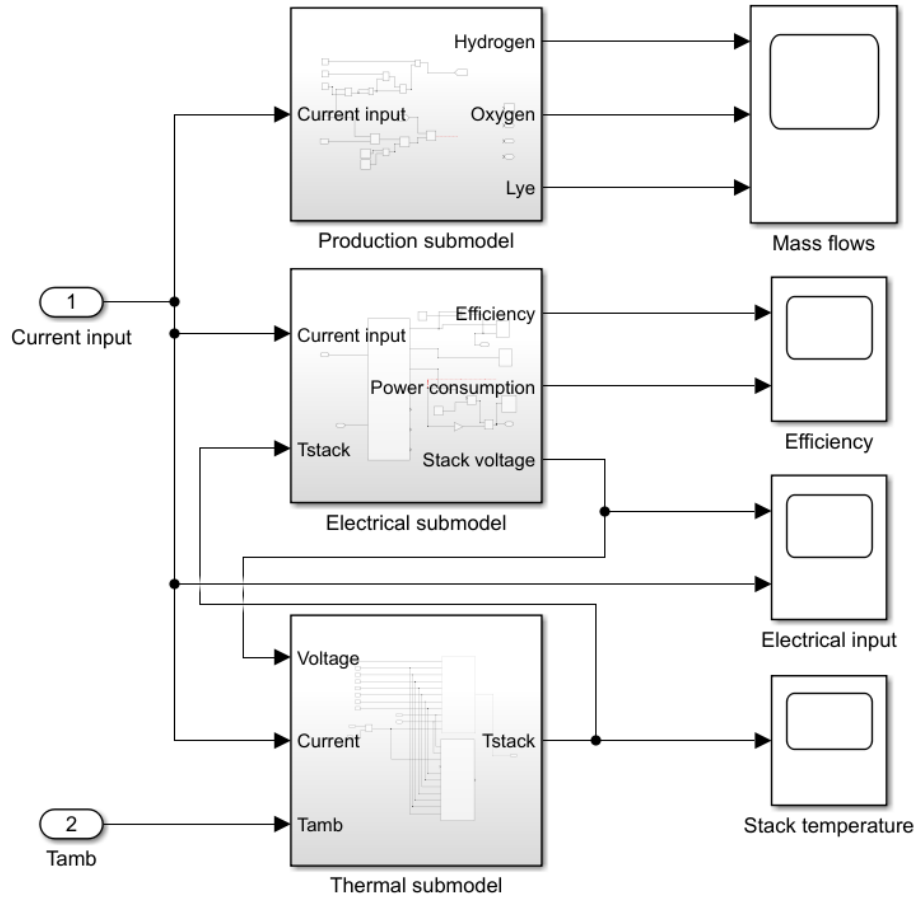 Hydrogen
Current input
Oxygen
Lye
Production submodel
Mass flows
1
Current input
Efficiency
Current input
Power consumption
Tstack
Stack voltage
Electrical submodel
Efficiency
Electrical input
Voltage
Current
Tstack
Tamb
Thermal submodel
2
Tamb
Stack temperature